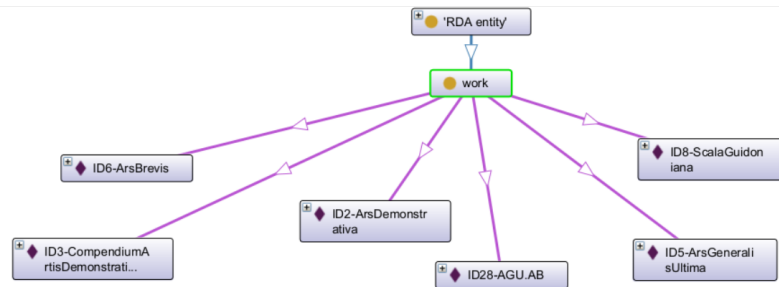 'RDA entity'
work
ID6-ArsBrevis
ID8-ScalaGuidon
iana
ID2-ArsDemonstr
ativa
ID3-CompendiumA
rtisDemonstrati...
ID5-ArsGenerali
sUltima
ID28-AGU.AB